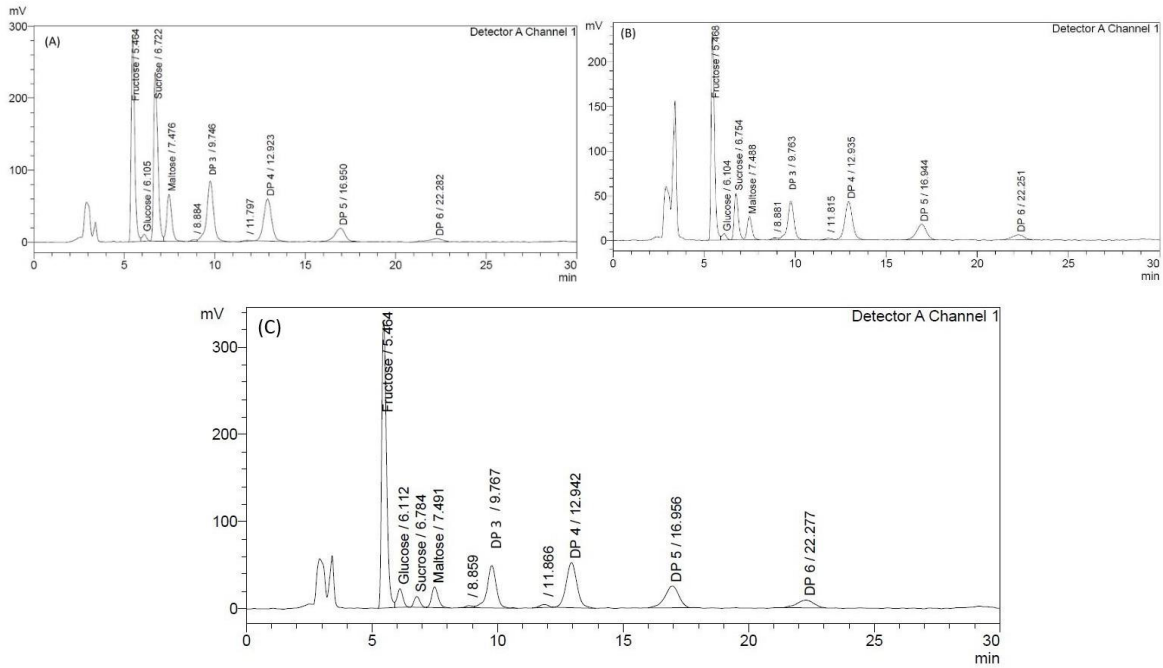 mV
(A)
Detector A Channel 1
300
200
100
0
Fructose / 5.464
Glucose / 6.105
Sucrose / 6.722
Maltose / 7.476
/ 8.884
DP 3 / 9.746
/ 11.797
DP 4 / 12.923
DP 5 / 16.950
DP 6 / 22.282
0 5 10 15 20 25 30
min
mV
(B)
Detector A Channel 1
200
150
100
50
0
Fructose / 5.468
Glucose / 6.104
Sucrose / 6.754
Maltose / 7.488
/ 8.881
DP 3 / 9.763
/ 11.815
DP 4 / 12.935
DP 5 / 16.944
DP 6 / 22.251
0 5 10 15 20 25 30
min
mV
(C)
Detector A Channel 1
300
200
100
0
Fructose / 5.464
Glucose / 6.112
Sucrose / 6.784
Maltose / 7.491
/ 8.859
DP 3 / 9.767
/ 11.866
DP 4 / 12.942
DP 5 / 16.956
DP 6 / 22.277
0 5 10 15 20 25 30
min